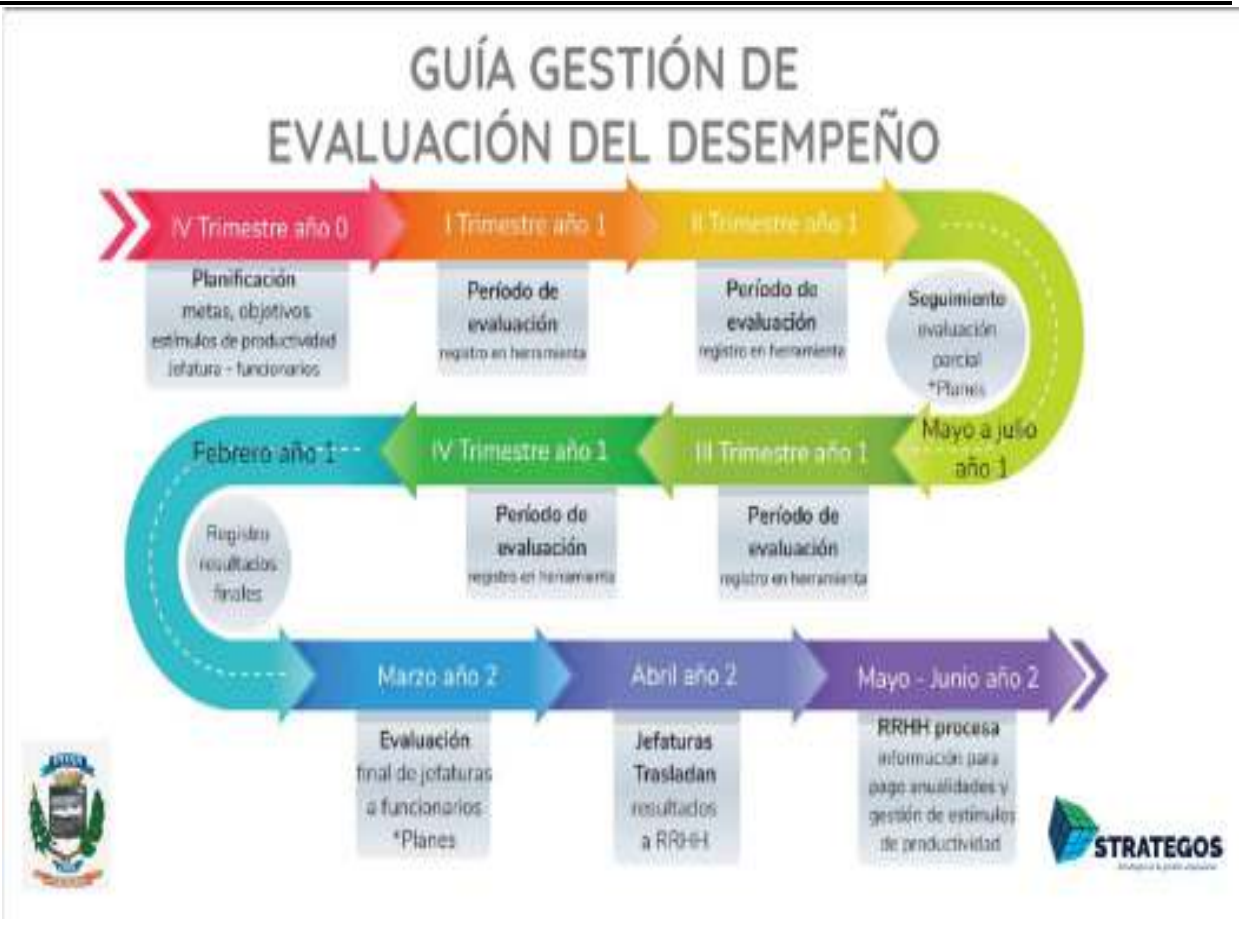 GUÍA GESTIÓN DE
EVALUACIÓN DEL DESEMPEÑO
IV Trimestre año 0
Planificación
metas, objetivos
estímulos de productividad
jefatura - funcionarios
I Trimestre año 1
Período de
evaluación
registro en herramienta
II Trimestre año 1
Período de
evaluación
registro en herramienta
Seguimiento
evaluación
parcial
*Planes
Mayo a julio
año 1
III Trimestre año 1
Período de
evaluación
registro en herramienta
IV Trimestre año 1
Período de
evaluación
registro en herramienta
Febrero año 1
Registro
resultados
finales
Marzo año 2
Evaluación
final de jefaturas
a funcionarios
*Planes
Abril año 2
Jefaturas
Trasladan
resultados
a RRHH
Mayo - Junio año 2
RRHH procesa
información para
pago anualidades y
gestión de estímulos
de productividad
STRATEGOS